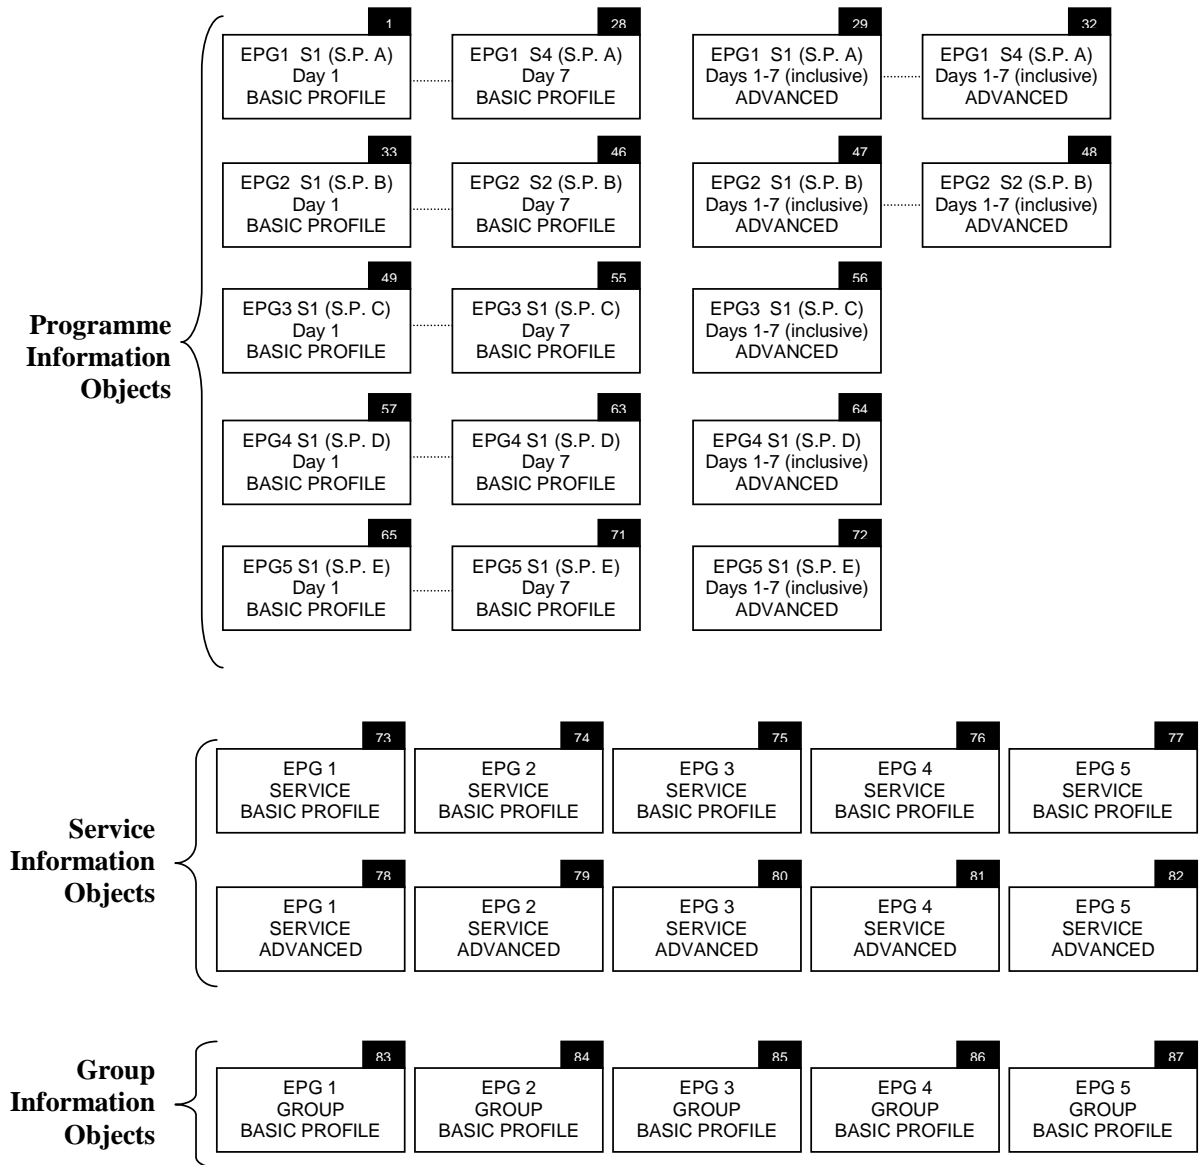 1
EPG1 S1 (S.P. A)
Day 1
BASIC PROFILE
28
EPG1 S4 (S.P. A)
Day 7
BASIC PROFILE
29
EPG1 S1 (S.P. A)
Days 1-7 (inclusive)
ADVANCED
32
EPG1 S4 (S.P. A)
Days 1-7 (inclusive)
ADVANCED
33
EPG2 S1 (S.P. B)
Day 1
BASIC PROFILE
46
EPG2 S2 (S.P. B)
Day 7
BASIC PROFILE
47
EPG2 S1 (S.P. B)
Days 1-7 (inclusive)
ADVANCED
48
EPG2 S2 (S.P. B)
Days 1-7 (inclusive)
ADVANCED
Programme
Information
Objects
49
EPG3 S1 (S.P. C)
Day 1
BASIC PROFILE
55
EPG3 S1 (S.P. C)
Day 7
BASIC PROFILE
56
EPG3 S1 (S.P. C)
Days 1-7 (inclusive)
ADVANCED
57
EPG4 S1 (S.P. D)
Day 1
BASIC PROFILE
63
EPG4 S1 (S.P. D)
Day 7
BASIC PROFILE
64
EPG4 S1 (S.P. D)
Days 1-7 (inclusive)
ADVANCED
65
EPG5 S1 (S.P. E)
Day 1
BASIC PROFILE
71
EPG5 S1 (S.P. E)
Day 7
BASIC PROFILE
72
EPG5 S1 (S.P. E)
Days 1-7 (inclusive)
ADVANCED
Service
Information
Objects
73
EPG 1
SERVICE
BASIC PROFILE
74
EPG 2
SERVICE
BASIC PROFILE
75
EPG 3
SERVICE
BASIC PROFILE
76
EPG 4
SERVICE
BASIC PROFILE
77
EPG 5
SERVICE
BASIC PROFILE
78
EPG 1
SERVICE
ADVANCED
79
EPG 2
SERVICE
ADVANCED
80
EPG 3
SERVICE
ADVANCED
81
EPG 4
SERVICE
ADVANCED
82
EPG 5
SERVICE
ADVANCED
Group
Information
Objects
83
EPG 1
GROUP
BASIC PROFILE
84
EPG 2
GROUP
BASIC PROFILE
85
EPG 3
GROUP
BASIC PROFILE
86
EPG 4
GROUP
BASIC PROFILE
87
EPG 5
GROUP
BASIC PROFILE